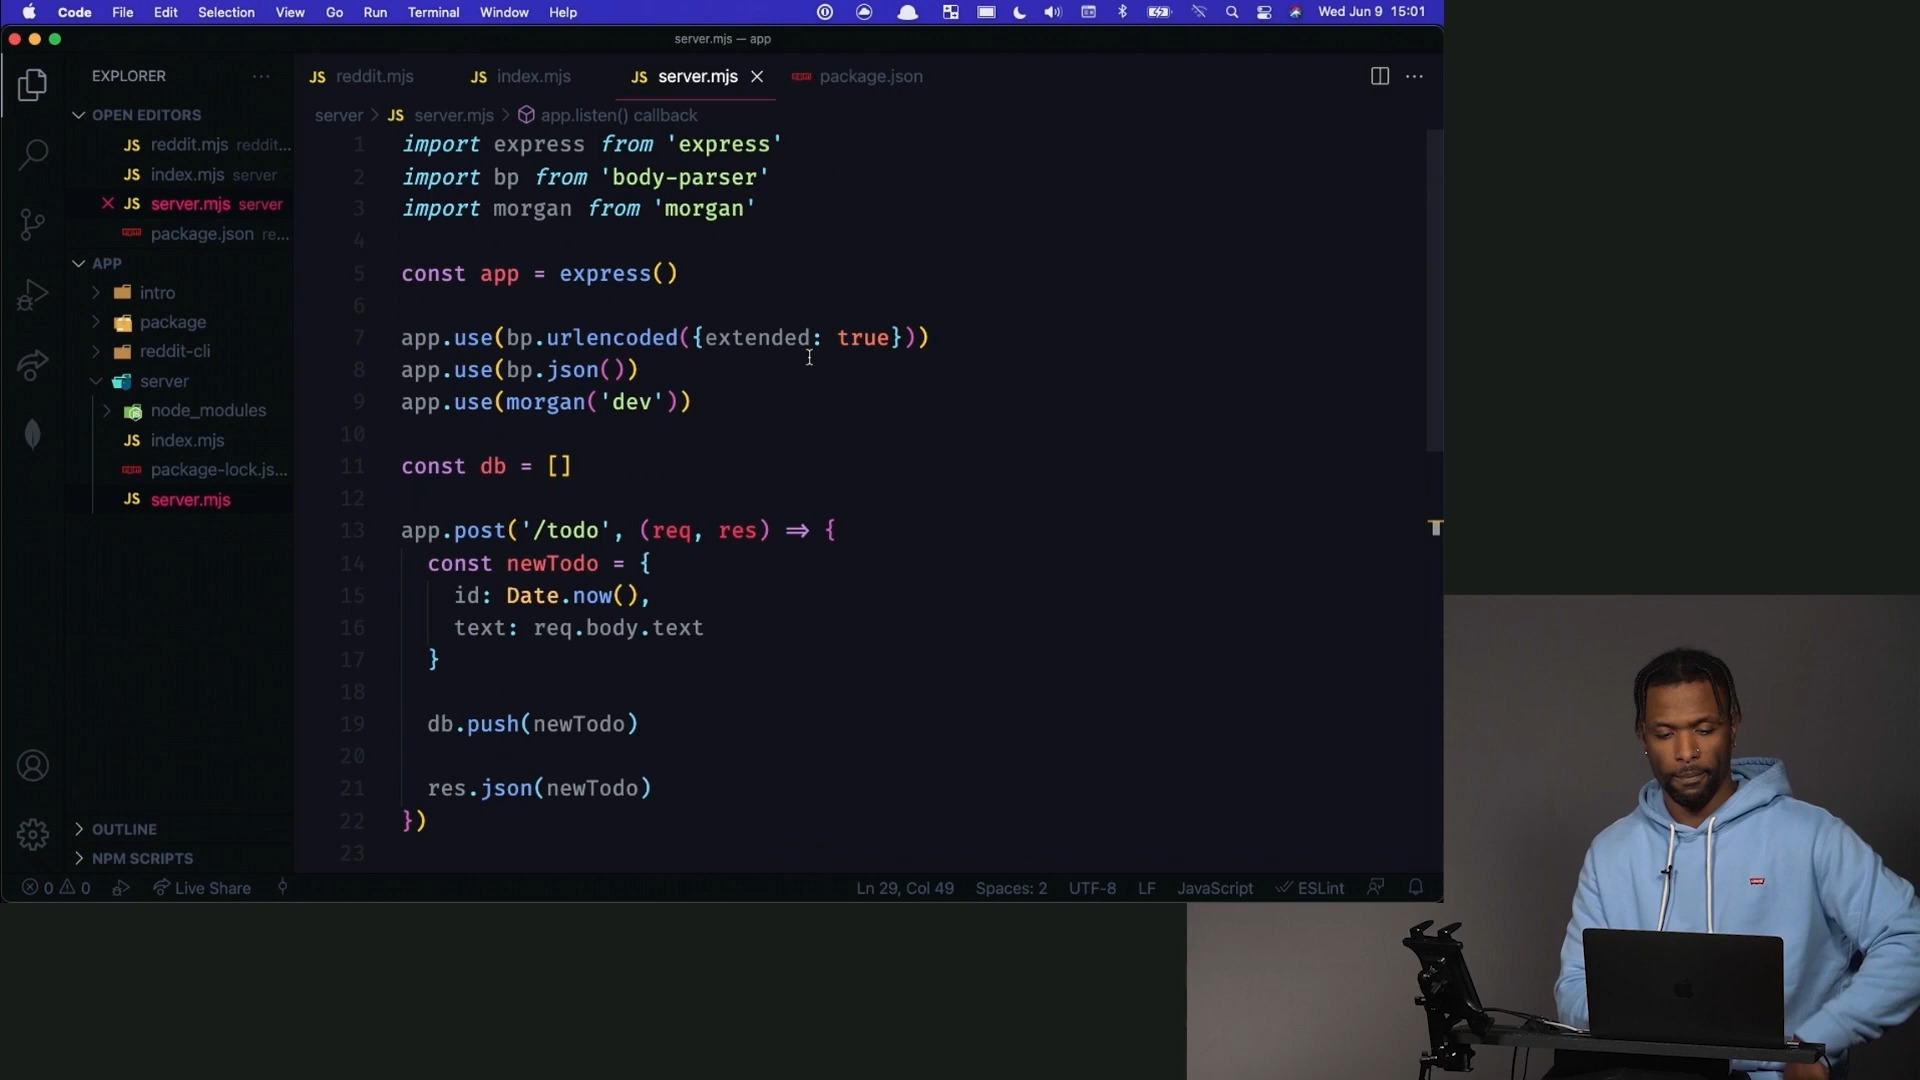 Code File Edit Selection View Go Run Terminal Window Help Wed Jun 9 15:01
server.mjs — app
EXPLORER ...
OPEN EDITORS
JS reddit.mjs reddit...
JS index.mjs server
JS server.mjs server
package.json re...
APP
intro
package
reddit-cli
server
node_modules
JS index.mjs
package-lock.js...
JS server.mjs
OUTLINE
NPM SCRIPTS
JS reddit.mjs JS index.mjs JS server.mjs package.json
server > JS server.mjs > app.listen() callback
1 import express from 'express'
2 import bp from 'body-parser'
3 import morgan from 'morgan'
4
5 const app = express()
6
7 app.use(bp.urlencoded({extended: true}))
8 app.use(bp.json())
9 app.use(morgan('dev'))
10
11 const db = []
12
13 app.post('/todo', (req, res) => {
14 const newTodo = {
15 id: Date.now(),
16 text: req.body.text
17 }
18
19 db.push(newTodo)
20
21 res.json(newTodo)
22 })
23
0 0 Live Share Ln 29, Col 49 Spaces: 2 UTF-8 LF JavaScript ESLint